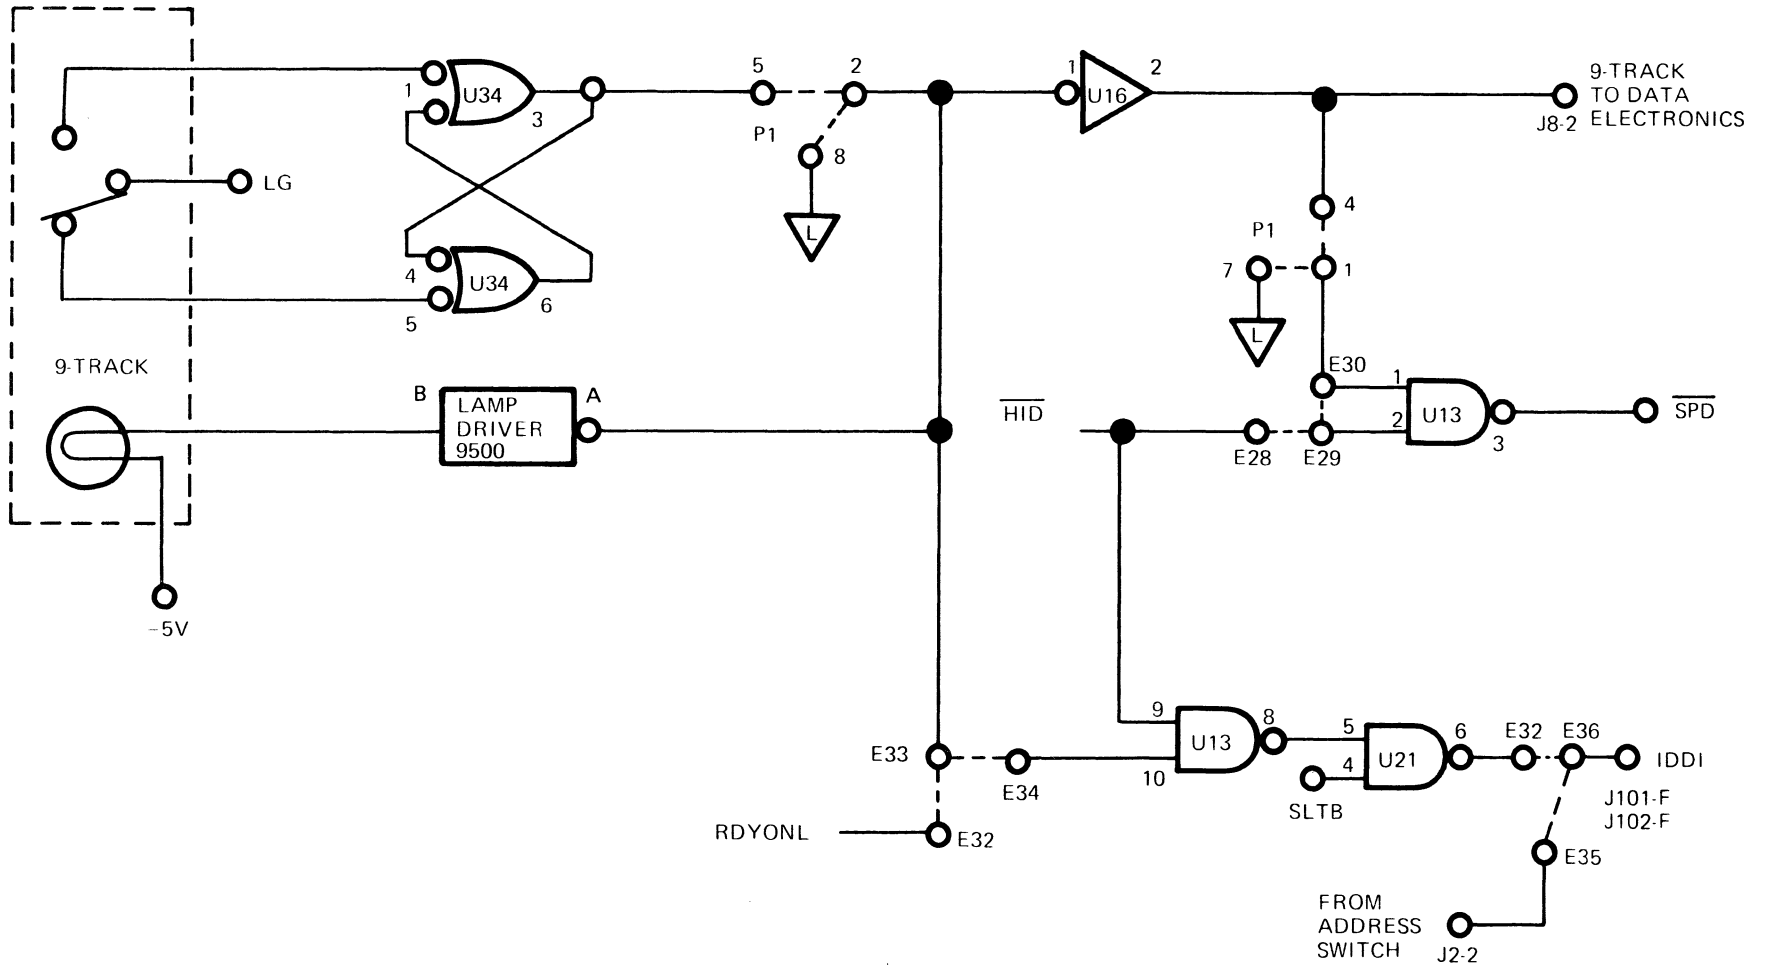 5
2
1
2
9-TRACK
TO DATA
ELECTRONICS
J8-2
1
U34
3
P1
8
L
U16
LG
4
P1
7
1
L
4
U34
5
6
9-TRACK
B
LAMP
DRIVER
9500
A
HID
E30
1
2
U13
3
SPD
E28
E29
-5V
E33
E34
9
10
U13
8
5
4
U21
6
E32
E36
IDDI
SLTB
J101-F
J102-F
RDYONL
E32
E35
FROM
ADDRESS
SWITCH
J2-2